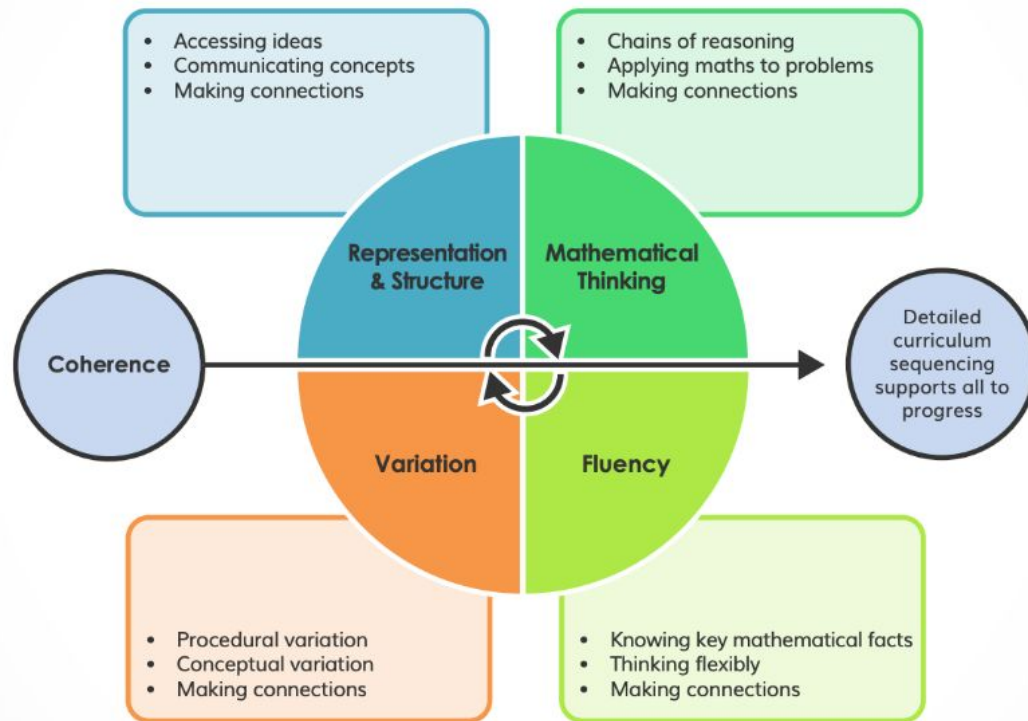 • Accessing ideas
• Communicating concepts
• Making connections
• Chains of reasoning
• Applying maths to problems
• Making connections
Representation
& Structure
Mathematical
Thinking
Coherence
Detailed
curriculum
sequencing
supports all to
progress
Variation
Fluency
• Procedural variation
• Conceptual variation
• Making connections
• Knowing key mathematical facts
• Thinking flexibly
• Making connections